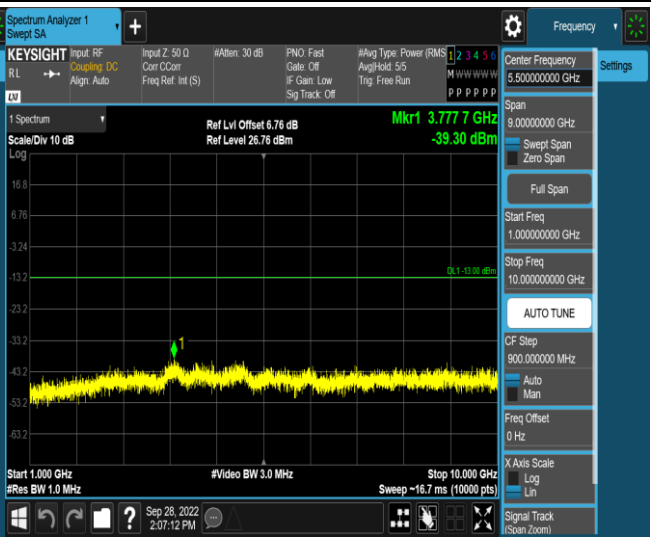 Spectrum Analyzer 1
Swept SA
Frequency
KEYSIGHT
Input: RF
Input Z: 50 Ω
#Atten: 30 dB
PNO: Fast
#Avg Type: Power (RMS
1 2 3 4 5 6
RL
Coupling: DC
Corr CCorr
Gate: Off
Avg|Hold: 5/5
M W W W W W
Align: Auto
Freq Ref: Int (S)
IF Gain: Low
Trig: Free Run
Sig Track: Off
P P P P P P
LXI
1 Spectrum
Ref Lvl Offset 6.76 dB
Mkr1 3.777 7 GHz
Scale/Div 10 dB
Ref Level 26.76 dBm
-39.30 dBm
Log
16.8
6.76
-3.24
-13.2
DL1 -13.00 dBm
-23.2
-33.2
1
-43.2
-53.2
-63.2
Start 1.000 GHz
#Video BW 3.0 MHz
Stop 10.000 GHz
#Res BW 1.0 MHz
Sweep ~16.7 ms (10000 pts)
?
Sep 28, 2022
2:07:12 PM
Center Frequency
5.500000000 GHz
Settings
Span
9.00000000 GHz
Swept Span
Zero Span
Full Span
Start Freq
1.000000000 GHz
Stop Freq
10.000000000 GHz
AUTO TUNE
CF Step
900.000000 MHz
Auto
Man
Freq Offset
0 Hz
X Axis Scale
Log
Lin
Signal Track
(Span Zoom)